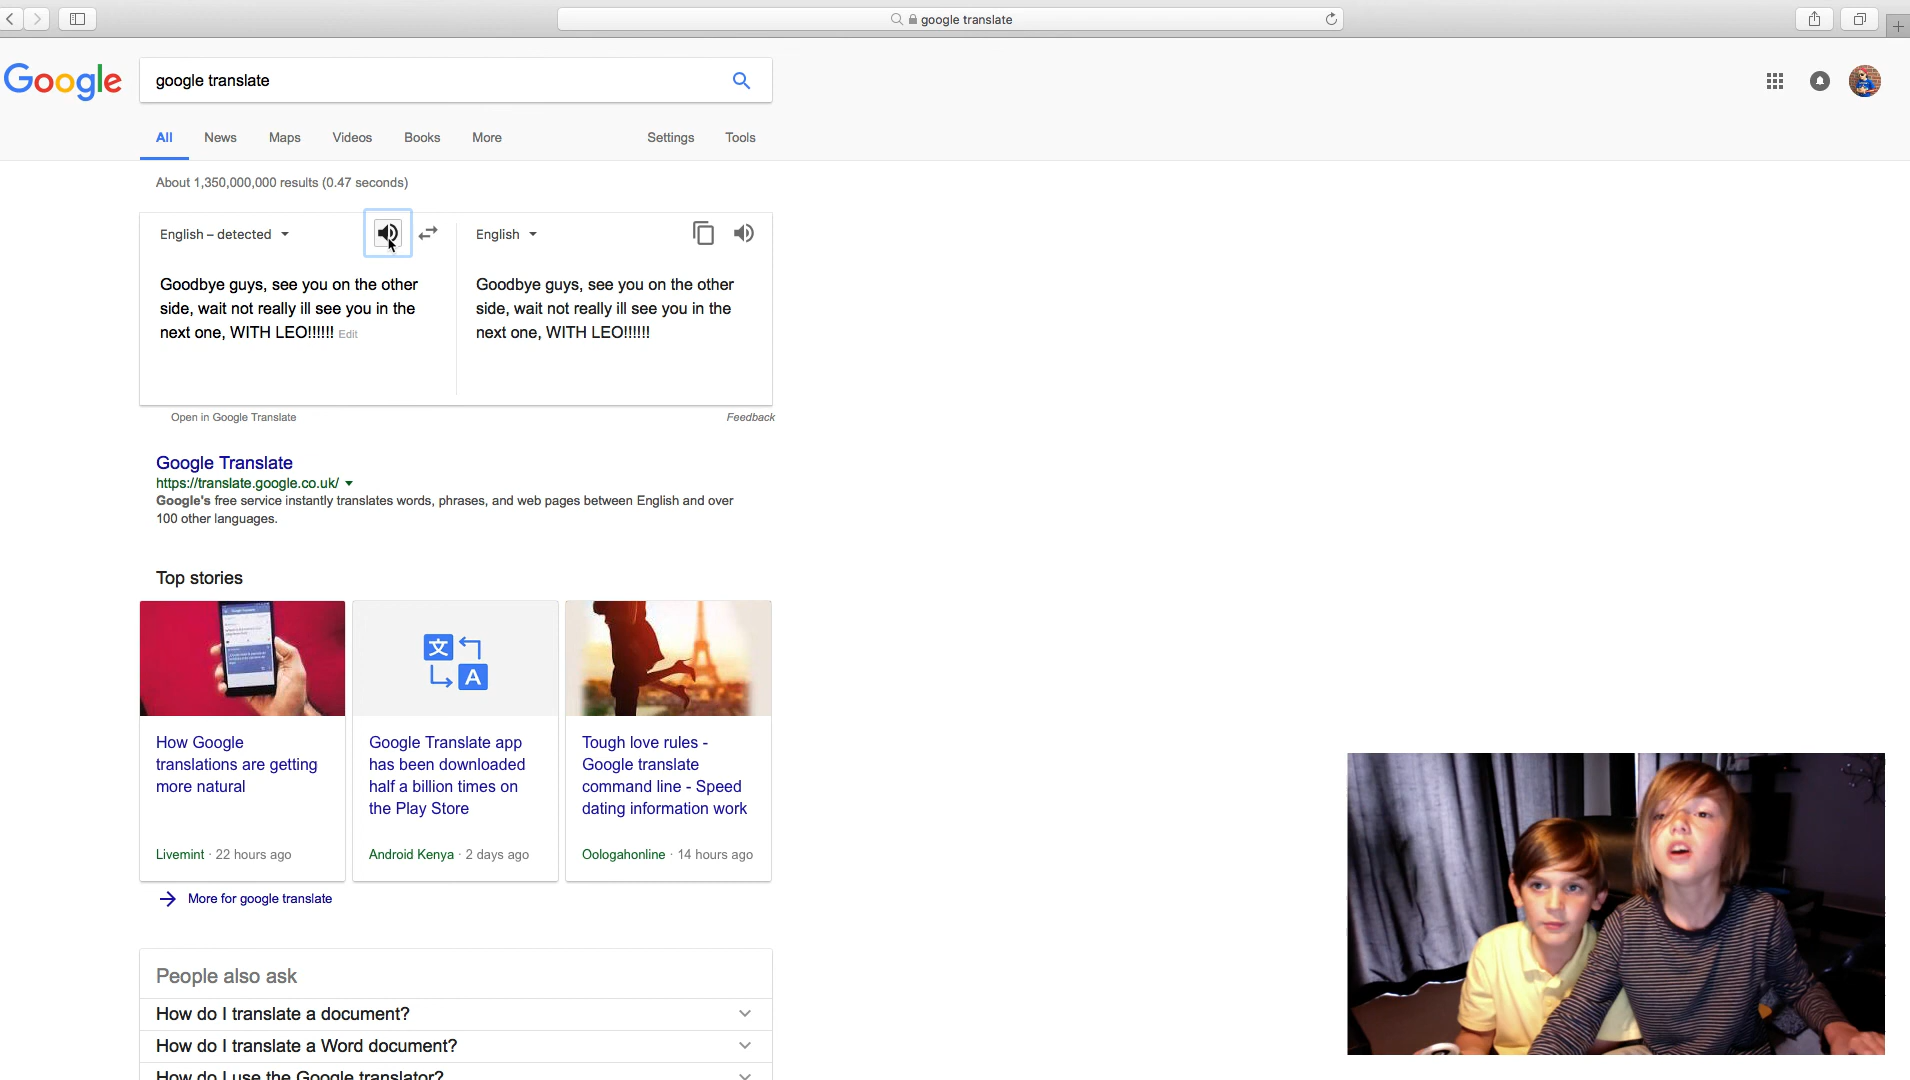 google translate
Google
google translate
All News Maps Videos Books More Settings Tools
About 1,350,000,000 results (0.47 seconds)
English – detected
English
Goodbye guys, see you on the other
side, wait not really ill see you in the
next one, WITH LEO!!!!!! Edit
Goodbye guys, see you on the other
side, wait not really ill see you in the
next one, WITH LEO!!!!!!
Open in Google Translate
Feedback
Google Translate
https://translate.google.co.uk/
Google's free service instantly translates words, phrases, and web pages between English and over
100 other languages.
Top stories
文
A
How Google
translations are getting
more natural
Livemint · 22 hours ago
Google Translate app
has been downloaded
half a billion times on
the Play Store
Android Kenya · 2 days ago
Tough love rules -
Google translate
command line - Speed
dating information work
Oologahonline · 14 hours ago
More for google translate
People also ask
How do I translate a document?
How do I translate a Word document?
How do I use the Google translator?